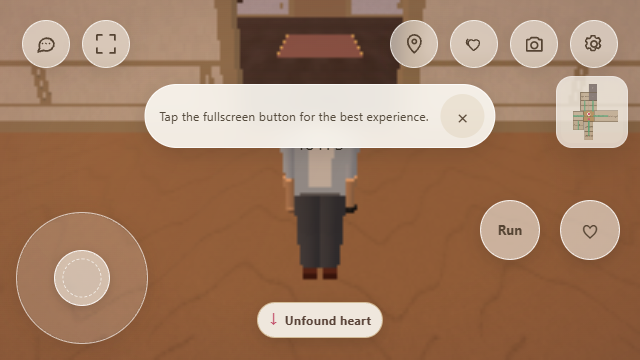 Tap the fullscreen button for the best experience.
×
Run
↓ Unfound heart